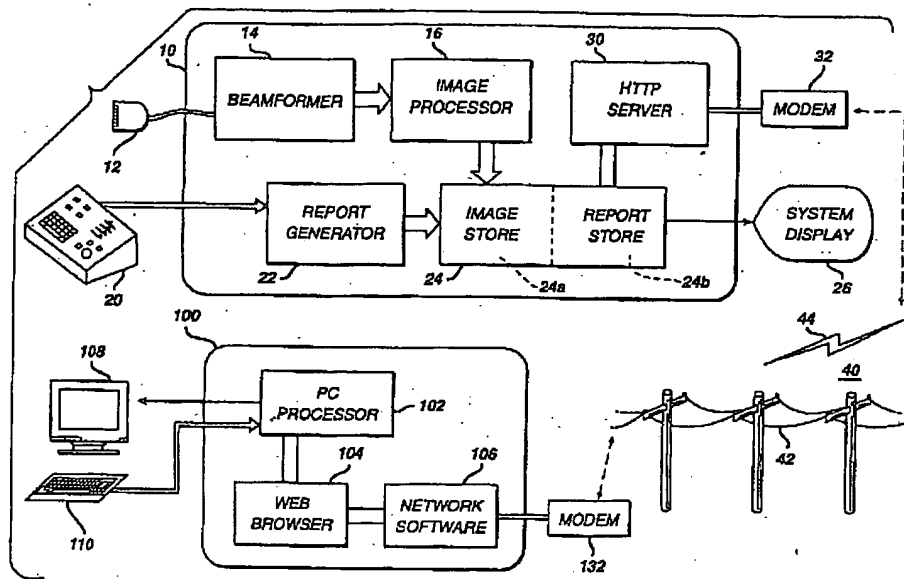 14
16
30
32
10
BEAMFORMER
IMAGE
PROCESSOR
HTTP
SERVER
MODEM
12
REPORT
GENERATOR
IMAGE
STORE
REPORT
STORE
SYSTEM
DISPLAY
20
22
24
24a
24b
26
100
44
108
40
PC
PROCESSOR
102
104
106
42
WEB
BROWSER
NETWORK
SOFTWARE
MODEM
110
132